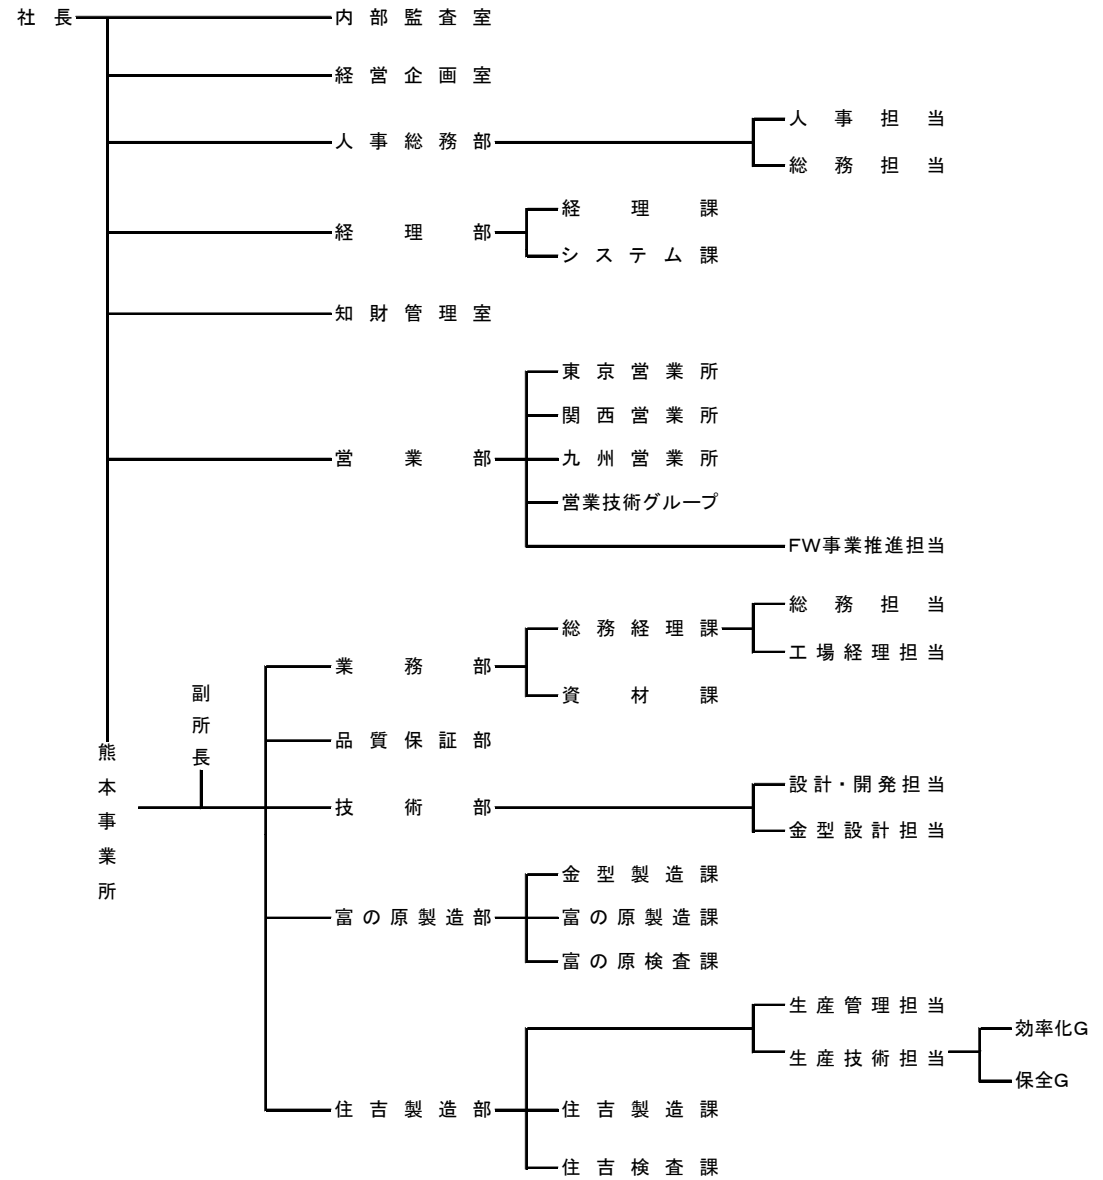 社長
内部監査室
経営企画室
人事総務部
人事担当
総務担当
経理部
経理課
システム課
知財管理室
営業部
東京営業所
関西営業所
九州営業所
営業技術グループ
FW事業推進担当
熊本事業所
副所長
業務部
総務経理課
総務担当
工場経理担当
資材課
品質保証部
技術部
設計・開発担当
金型設計担当
富の原製造部
金型製造課
富の原製造課
富の原検査課
住吉製造部
生産管理担当
生産技術担当
効率化G
保全G
住吉製造課
住吉検査課